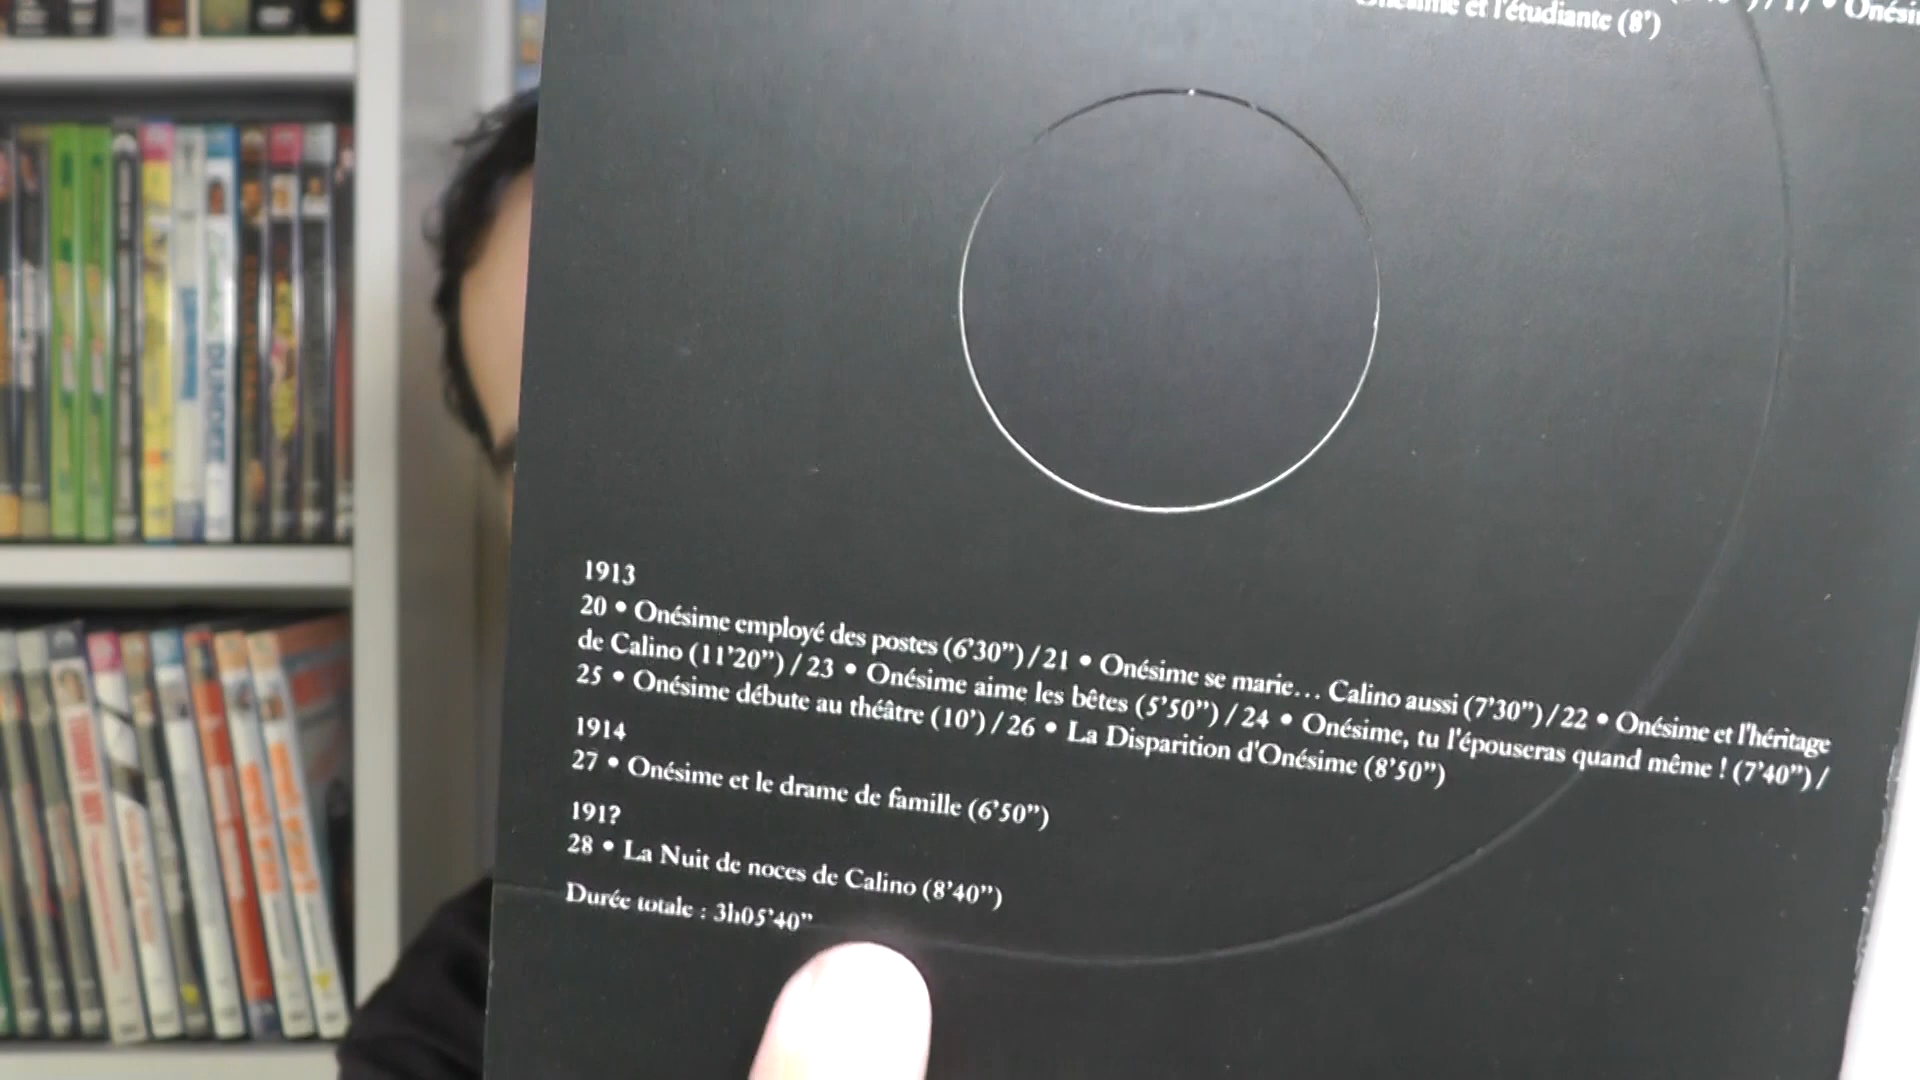 et l'étudiante (8')
1913
20 • Onésime employé des postes (6'30") / 21 • Onésime se marie... Calino aussi (7'30") / 22 • Onésime et l'héritage
de Calino (11'20") / 23 • Onésime aime les bêtes (5'50") / 24 • Onésime, tu l'épouseras quand même ! (7'40") /
25 • Onésime débute au théâtre (10') / 26 • La Disparition d'Onésime (8'50")
1914
27 • Onésime et le drame de famille (6'50")
191?
28 • La Nuit de noces de Calino (8'40")
Durée totale : 3h05'40"